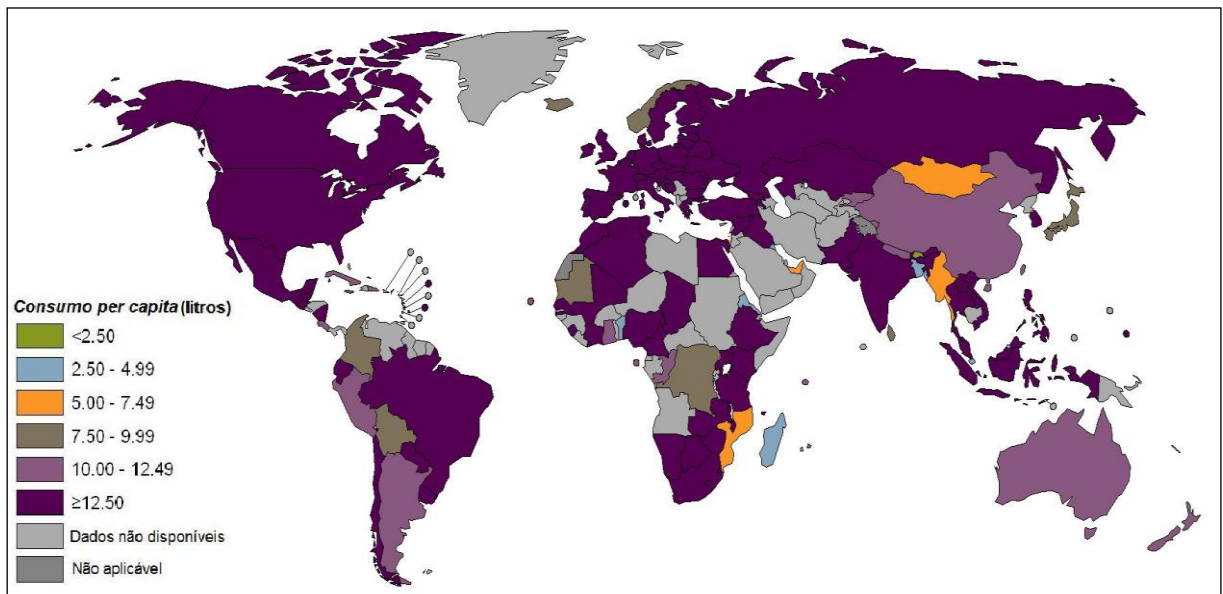 Consumo per capita (litros)
<2.50
2.50 - 4.99
5.00 - 7.49
7.50 - 9.99
10.00 - 12.49
≥12.50
Dados não disponíveis
Não aplicável